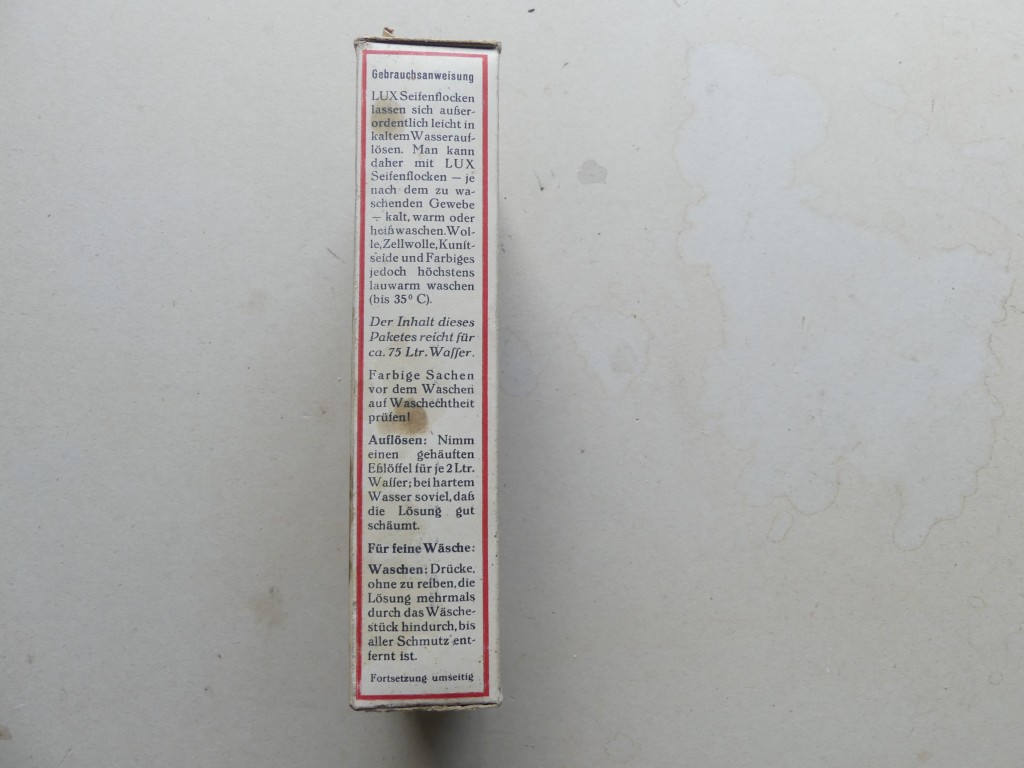 Gebrauchsanweisung
LUX Seifenflocken
lassen sich außer-
ordentlich leicht in
kaltem Wasser auf-
lösen. Man kann
daher mit LUX
Seifenflocken — je
nach dem zu wa-
schenden Gewebe
— kalt, warm oder
heiß waschen. Wol-
le, Zellwolle, Kunſt-
seide und Farbiges
jedoch höchstens
lauwarm waschen
(bis 35° C).
Der Inhalt dieses
Paketes reicht für
ca. 75 Ltr. Waſſer.
Farbige Sachen
vor dem Waschen
auf Waschechtheit
prüfen!
Auflösen: Nimm
einen gehäuften
Eßlöffel für je 2 Ltr.
Waſſer; bei hartem
Wasser soviel, daß
die Lösung gut
schäumt.
Für feine Wäsche:
Waschen: Drücke,
ohne zu reiben, die
Lösung mehrmals
durch das Wäsche-
stück hindurch, bis
aller Schmutz ent-
fernt ist.
Fortsetzung umseitig